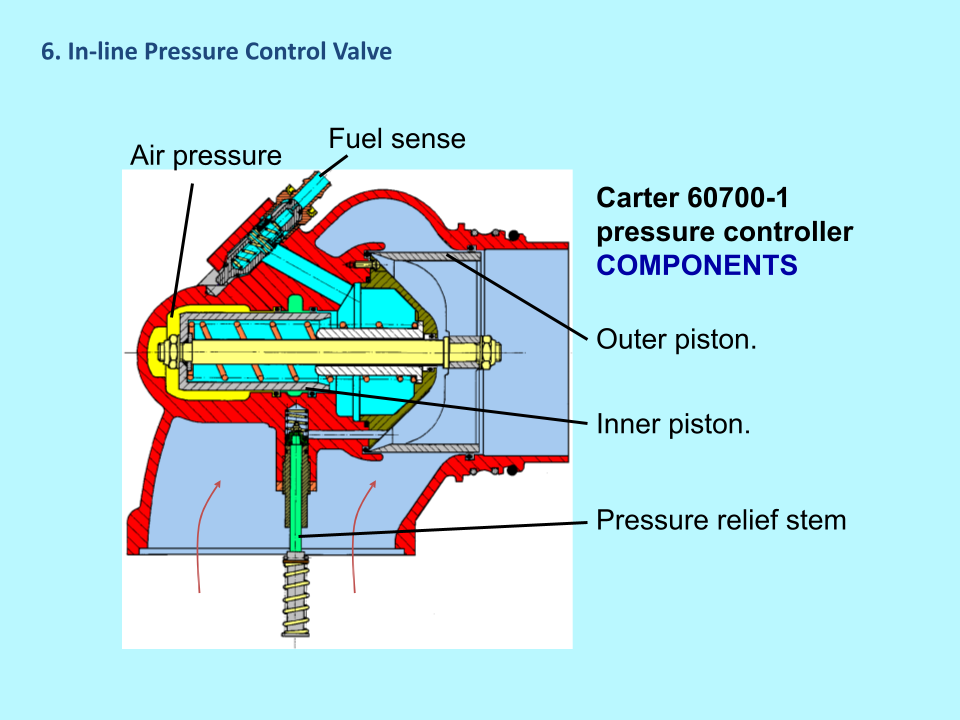 6. In-line Pressure Control Valve
Fuel sense
Air pressure
Carter 60700-1
pressure controller
COMPONENTS
Outer piston.
Inner piston.
Pressure relief stem